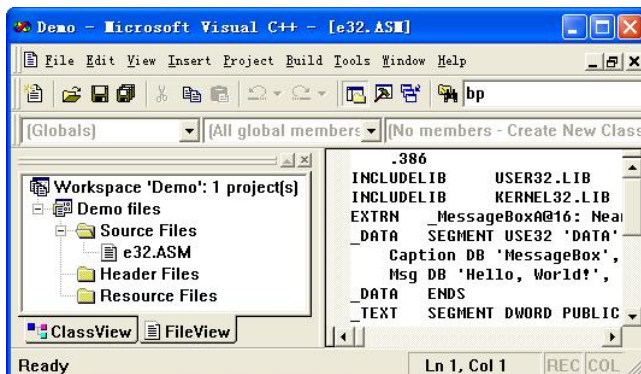 Demo - Microsoft Visual C++ - [e32.ASM]
File Edit View Insert Project Build Tools Window Help
bp
(Globals) (All global members (No members - Create New Class
Workspace 'Demo': 1 project(s)
Demo files
Source Files
e32.ASM
Header Files
Resource Files
ClassView FileView
.386
INCLUDELIB USER32.LIB
INCLUDELIB KERNEL32.LIB
EXTRN _MessageBoxA@16: Near
_DATA SEGMENT USE32 'DATA'
Caption DB 'MessageBox',
Msg DB 'Hello, World!',
_DATA ENDS
_TEXT SEGMENT DWORD PUBLIC
Ready Ln 1, Col 1 REC COL